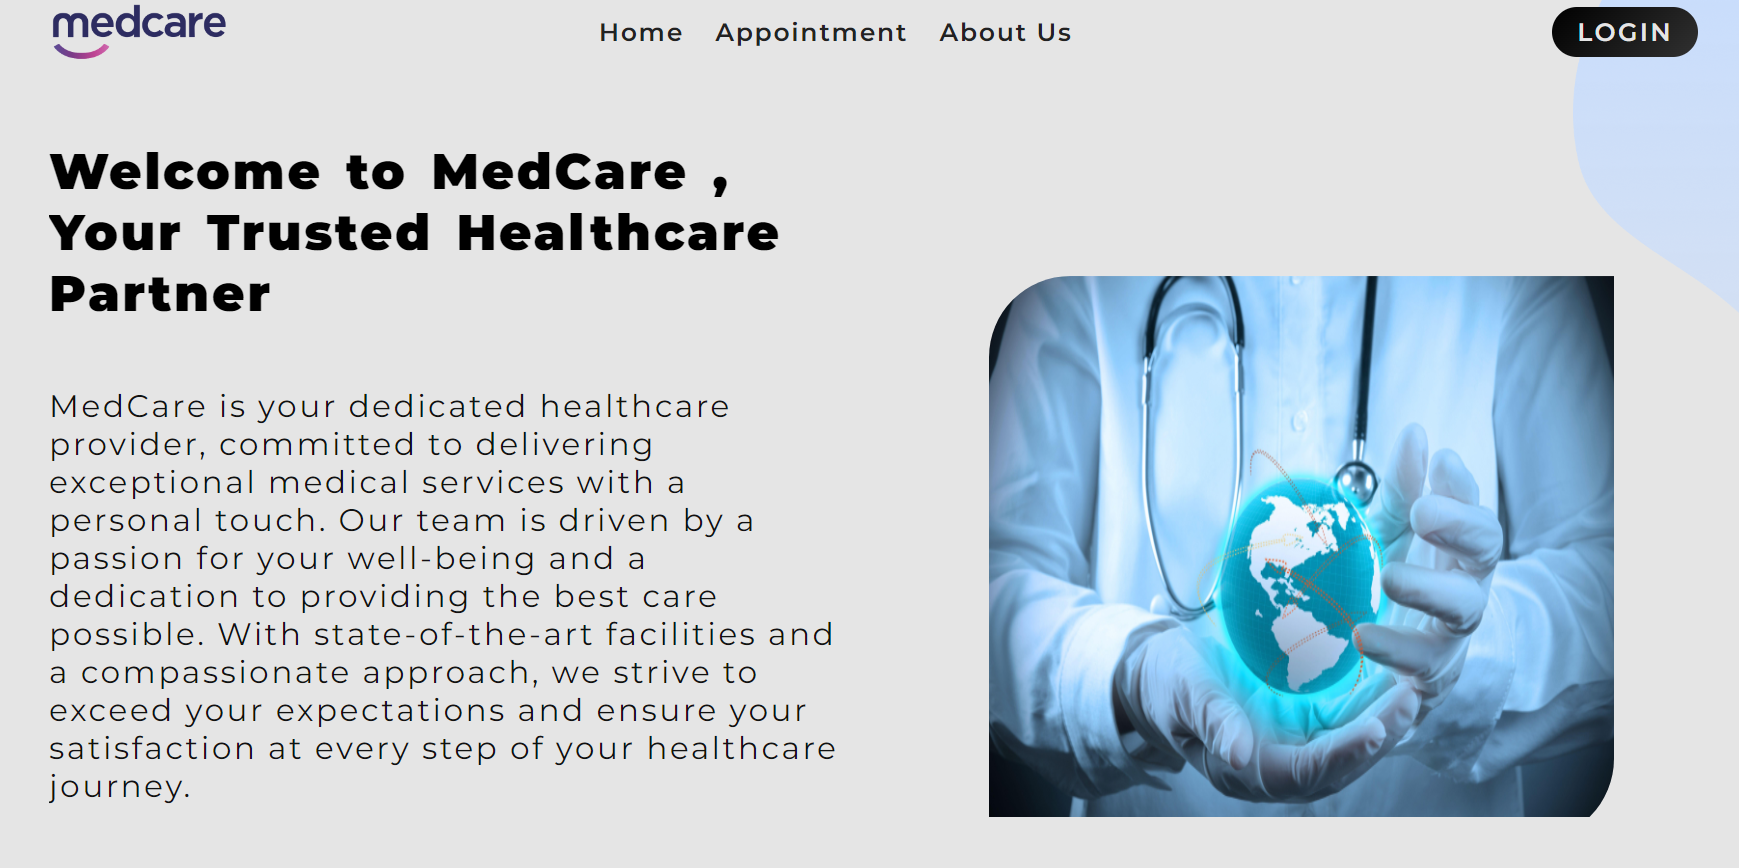 medcare
Home Appointment About Us
LOGIN
Welcome to MedCare ,
Your Trusted Healthcare
Partner
MedCare is your dedicated healthcare
provider, committed to delivering
exceptional medical services with a
personal touch. Our team is driven by a
passion for your well-being and a
dedication to providing the best care
possible. With state-of-the-art facilities and
a compassionate approach, we strive to
exceed your expectations and ensure your
satisfaction at every step of your healthcare
journey.